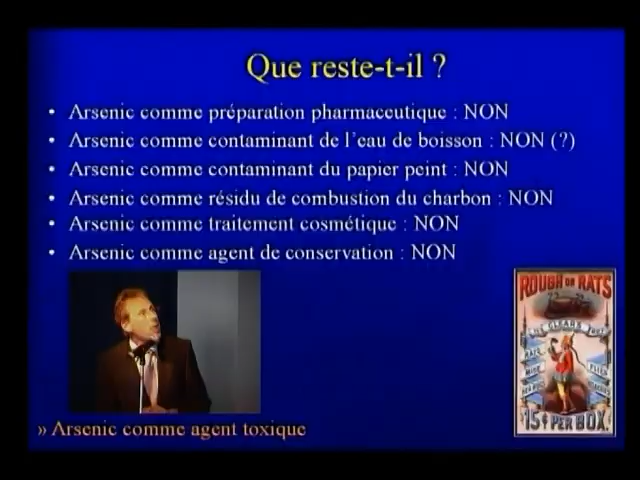 Que reste-t-il ?
• Arsenic comme préparation pharmaceutique : NON
• Arsenic comme contaminant de l'eau de boisson : NON (?)
• Arsenic comme contaminant du papier peint : NON
• Arsenic comme résidu de combustion du charbon : NON
• Arsenic comme traitement cosmétique : NON
• Arsenic comme agent de conservation : NON
ROUGH ON RATS
15¢ PER BOX.
» Arsenic comme agent toxique